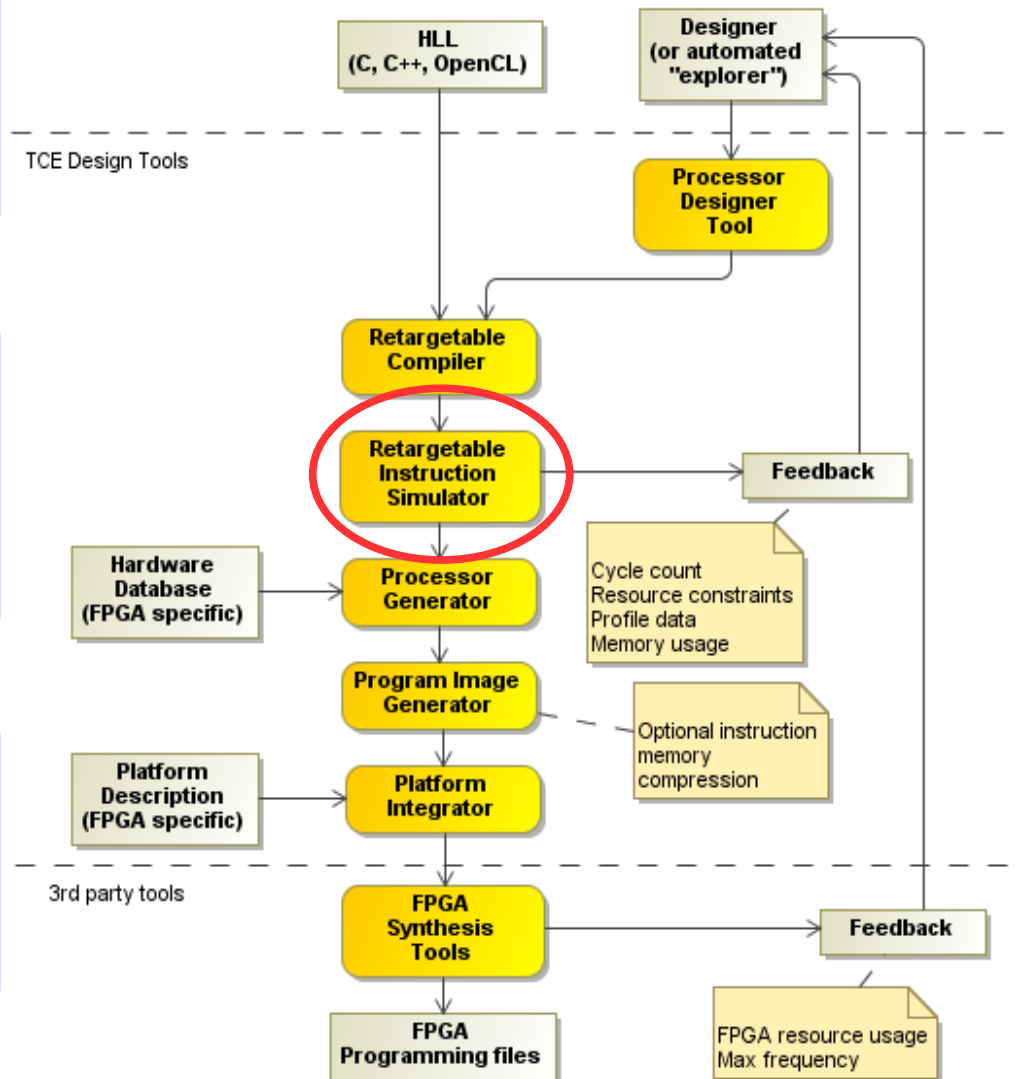 HLL
(C, C++, OpenCL)
Designer
(or automated
"explorer")
TCE Design Tools
Processor
Designer
Tool
Retargetable
Compiler
Retargetable
Instruction
Simulator
Feedback
Cycle count
Resource constraints
Profile data
Memory usage
Hardware
Database
(FPGA specific)
Processor
Generator
Program Image
Generator
Optional instruction
memory
compression
Platform
Description
(FPGA specific)
Platform
Integrator
3rd party tools
FPGA
Synthesis
Tools
Feedback
FPGA resource usage
Max frequency
FPGA
Programming files